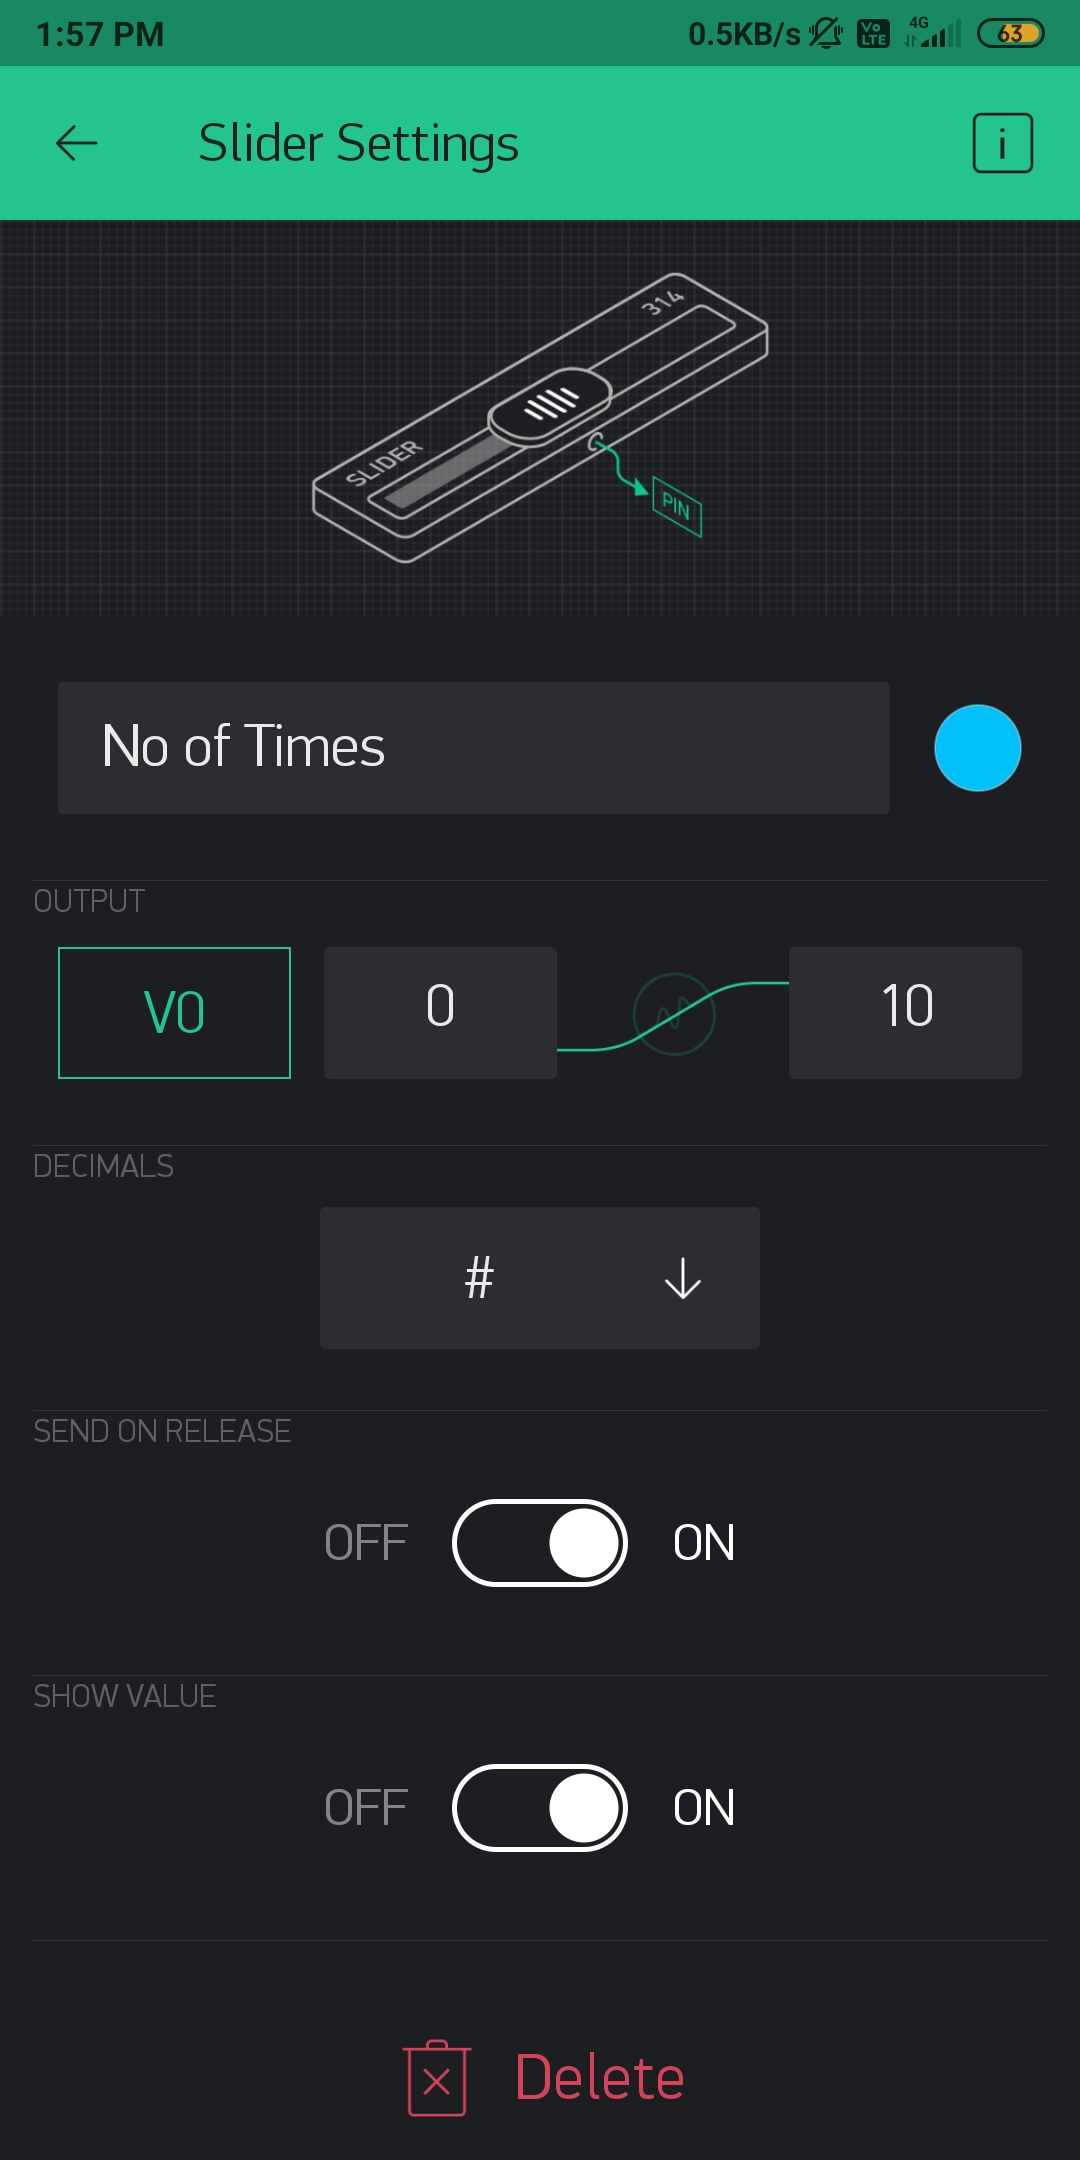 1:57 PM 0.5KB/s Vo LTE 4G 63
Slider Settings i
314
SLIDER
PIN
No of Times
OUTPUT
V0 0 10
DECIMALS
#
SEND ON RELEASE
OFF ON
SHOW VALUE
OFF ON
Delete